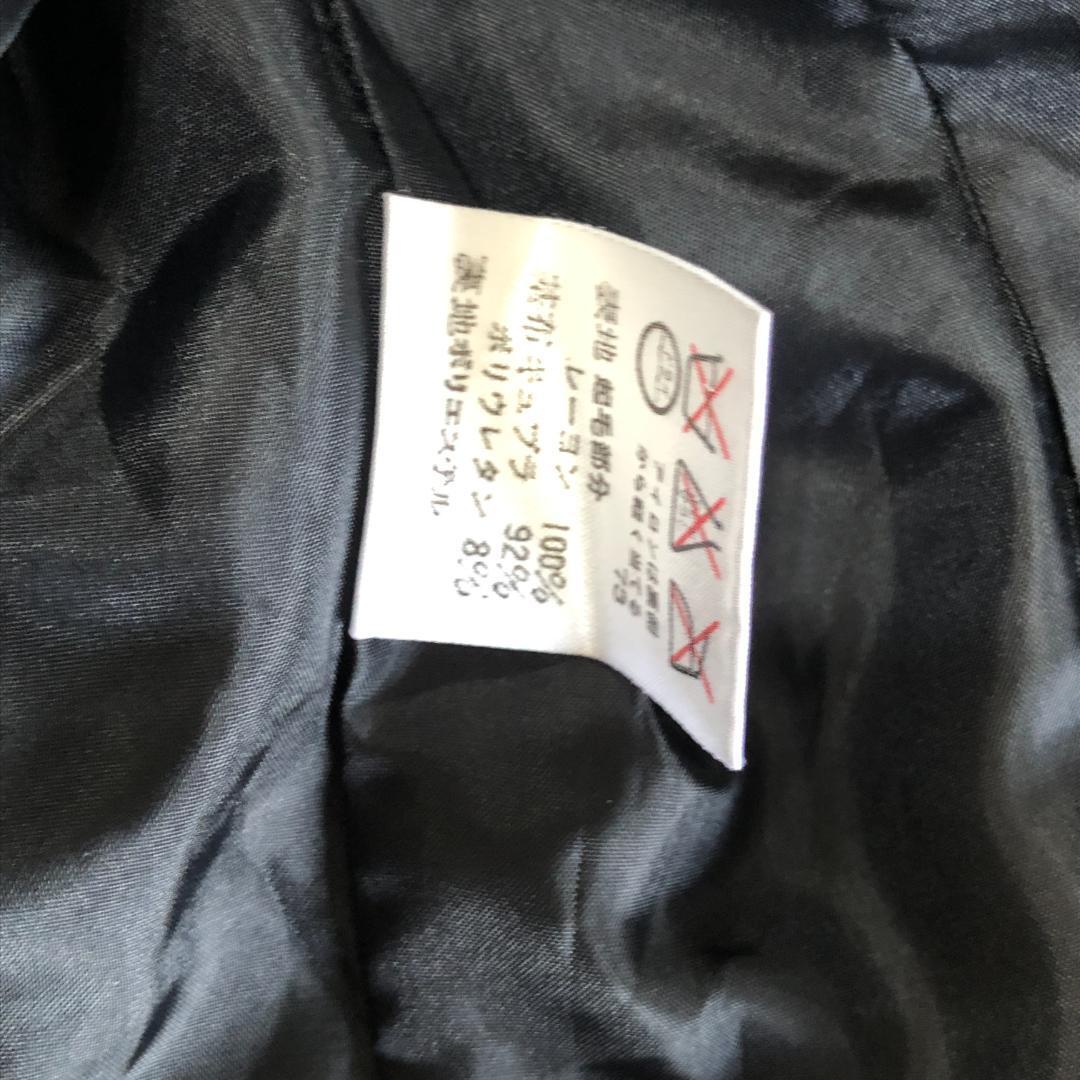 アイロンは裏側
から軽く当てる
表地 起毛部分
レーヨン 100%
基布 キュプラ 92%
ポリウレタン 8%
裏地 ポリエステル